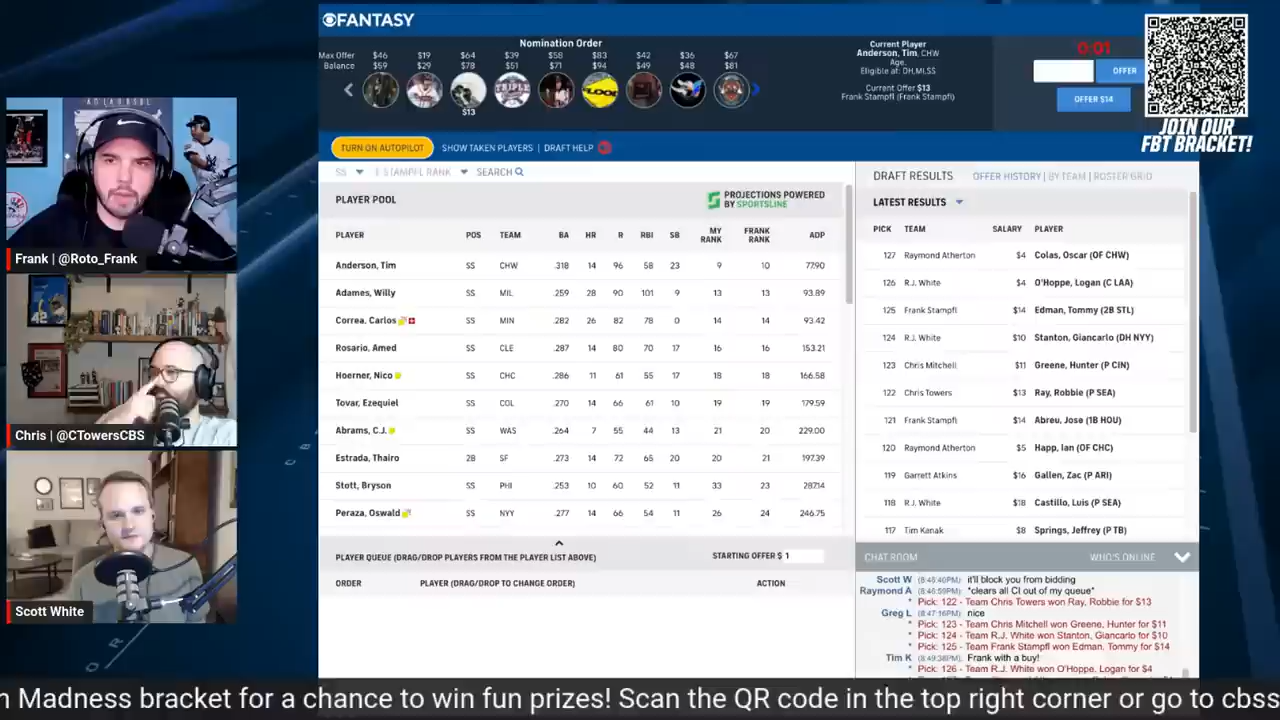 FANTASY
Nomination Order
Max Offer $46 $19 $64 $39 $58 $83 $42 $36 $67
Balance $59 $29 $78 $51 $71 $94 $49 $48 $81
TRIPLE
$13
Current Player
Anderson, Tim, CHW
Age,
Eligible at: DH,MI,SS
Current Offer $13
Frank Stampfl (Frank Stampfl)
0:01
OFFER
OFFER $14
JOIN OUR
FBT BRACKET!
TURN ON AUTOPILOT
SHOW TAKEN PLAYERS | DRAFT HELP
SS
STAMPFL RANK
SEARCH
PLAYER POOL
PROJECTIONS POWERED
BY SPORTSLINE
PLAYER POS TEAM BA HR R RBI SB MY RANK FRANK RANK ADP
Anderson, Tim SS CHW .318 14 96 58 23 9 10 77.90
Adames, Willy SS MIL .259 28 90 101 9 13 13 93.89
Correa, Carlos SS MIN .282 26 82 78 0 14 14 93.42
Rosario, Amed SS CLE .287 14 80 70 17 16 16 153.21
Hoerner, Nico SS CHC .286 11 61 55 17 18 18 166.58
Tovar, Ezequiel SS COL .270 14 66 61 10 19 19 179.59
Abrams, C.J. SS WAS .264 7 55 44 13 21 20 229.00
Estrada, Thairo 2B SF .273 14 72 65 20 20 21 197.39
Stott, Bryson SS PHI .253 10 60 52 11 33 23 287.14
Peraza, Oswald SS NYY .277 14 66 54 11 26 24 246.75
PLAYER QUEUE (DRAG/DROP PLAYERS FROM THE PLAYER LIST ABOVE)
STARTING OFFER $ 1
ORDER PLAYER (DRAG/DROP TO CHANGE ORDER) ACTION
DRAFT RESULTS OFFER HISTORY | BY TEAM | ROSTER GRID
LATEST RESULTS
PICK TEAM SALARY PLAYER
127 Raymond Atherton $4 Colas, Oscar (OF CHW)
126 R.J. White $4 O'Hoppe, Logan (C LAA)
125 Frank Stampfl $14 Edman, Tommy (2B STL)
124 R.J. White $10 Stanton, Giancarlo (DH NYY)
123 Chris Mitchell $11 Greene, Hunter (P CIN)
122 Chris Towers $13 Ray, Robbie (P SEA)
121 Frank Stampfl $14 Abreu, Jose (1B HOU)
120 Raymond Atherton $5 Happ, Ian (OF CHC)
119 Garrett Atkins $16 Gallen, Zac (P ARI)
118 R.J. White $18 Castillo, Luis (P SEA)
117 Tim Kanak $8 Springs, Jeffrey (P TB)
CHAT ROOM WHO'S ONLINE
Scott W it'll block you from bidding
Raymond A *clears all CI out of my queue*
* Pick: 122 - Team Chris Towers won Ray, Robbie for $13
Greg L nice
* Pick: 123 - Team Chris Mitchell won Greene, Hunter for $11
* Pick: 124 - Team R.J. White won Stanton, Giancarlo for $10
* Pick: 125 - Team Frank Stampfl won Edman, Tommy for $14
Tim K Frank with a buy!
* Pick: 126 - Team R.J. White won O'Hoppe, Logan for $4
Frank | @Roto_Frank
Chris | @CTowersCBS
Scott White
n Madness bracket for a chance to win fun prizes! Scan the QR code in the top right corner or go to cbss